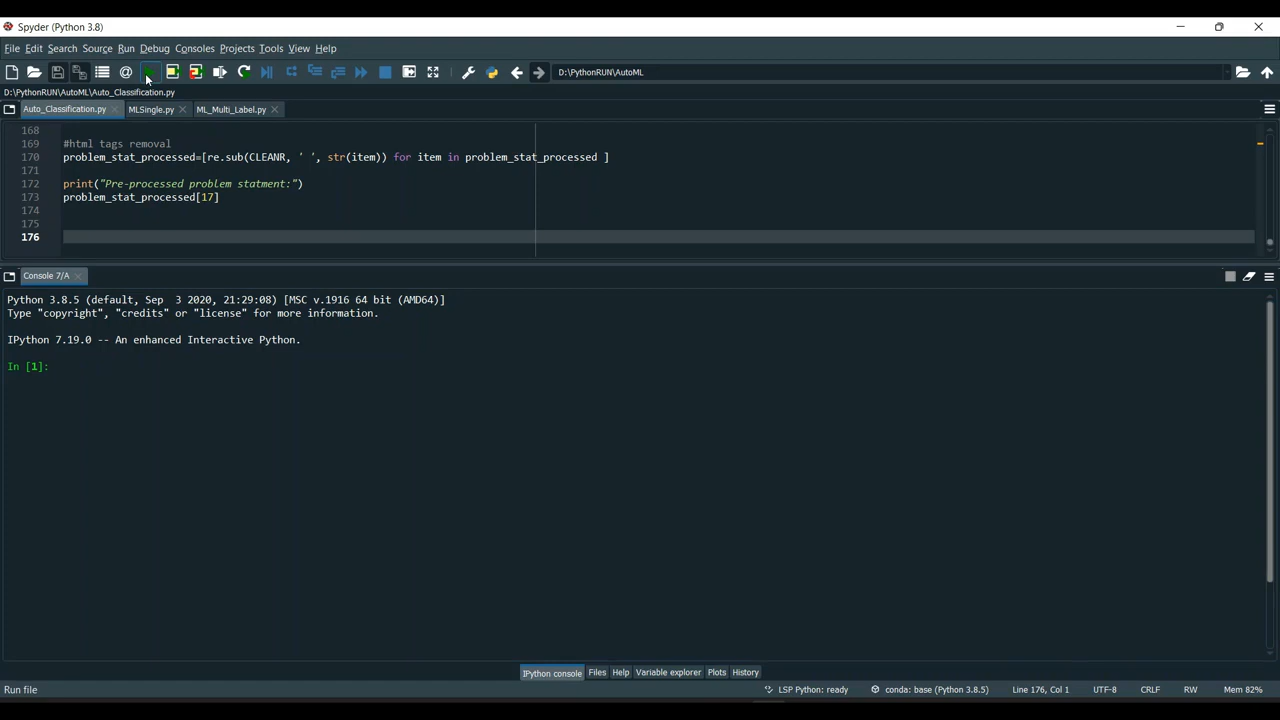 Spyder (Python 3.8)
File Edit Search Source Run Debug Consoles Projects Tools View Help
D:\PythonRUN\AutoML
D:\PythonRUN\AutoML\Auto_Classification.py
Auto_Classification.py MLSingle.py ML_Multi_Label.py
168
169 #html tags removal
170 problem_stat_processed=[re.sub(CLEANR, ' ', str(item)) for item in problem_stat_processed ]
171
172 print("Pre-processed problem statment:")
173 problem_stat_processed[17]
174
175
176
Console 7/A
Python 3.8.5 (default, Sep  3 2020, 21:29:08) [MSC v.1916 64 bit (AMD64)]
Type "copyright", "credits" or "license" for more information.
IPython 7.19.0 -- An enhanced Interactive Python.
In [1]:
IPython console Files Help Variable explorer Plots History
Run file LSP Python: ready conda: base (Python 3.8.5) Line 176, Col 1 UTF-8 CRLF RW Mem 82%